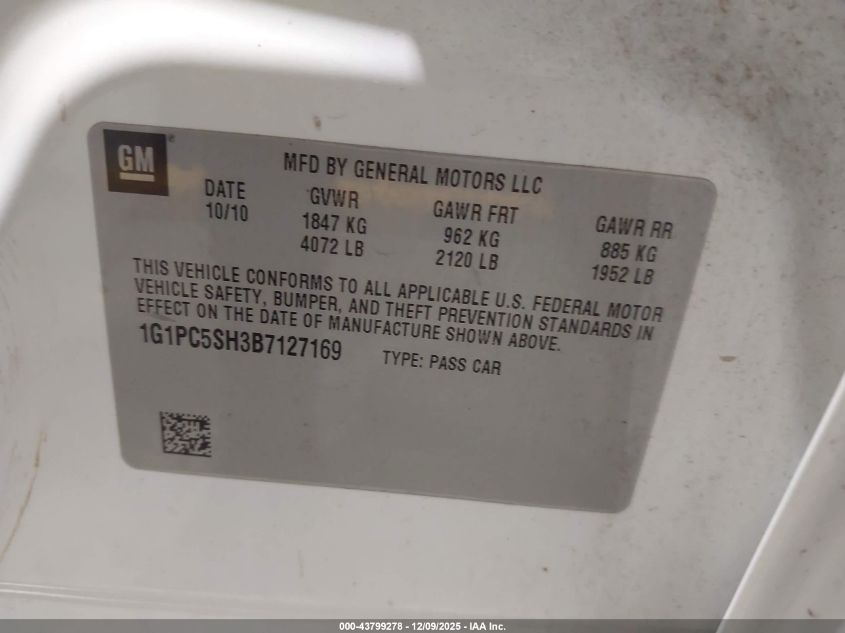 GM®
MFD BY GENERAL MOTORS LLC
DATE GVWR GAWR FRT GAWR RR
10/10 1847 KG 962 KG 885 KG
4072 LB 2120 LB 1952 LB
THIS VEHICLE CONFORMS TO ALL APPLICABLE U.S. FEDERAL MOTOR
VEHICLE SAFETY, BUMPER, AND THEFT PREVENTION STANDARDS IN
EFFECT ON THE DATE OF MANUFACTURE SHOWN ABOVE.
1G1PC5SH3B7127169 TYPE: PASS CAR
000-43799278 - 12/09/2025 - IAA Inc.